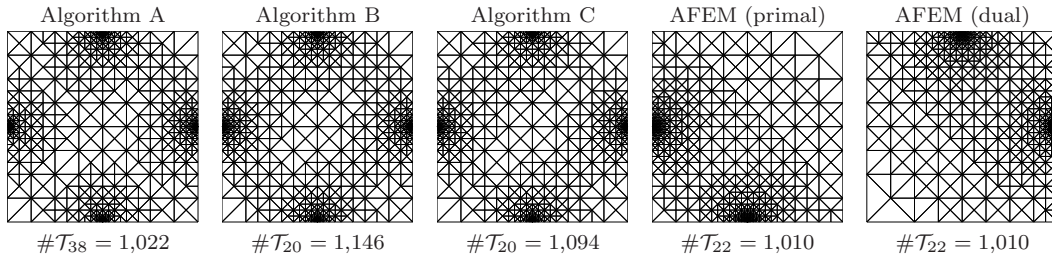 Algorithm A Algorithm B Algorithm C AFEM (primal) AFEM (dual)
#𝒯₃₈ = 1,022 #𝒯₂₀ = 1,146 #𝒯₂₀ = 1,094 #𝒯₂₂ = 1,010 #𝒯₂₂ = 1,010